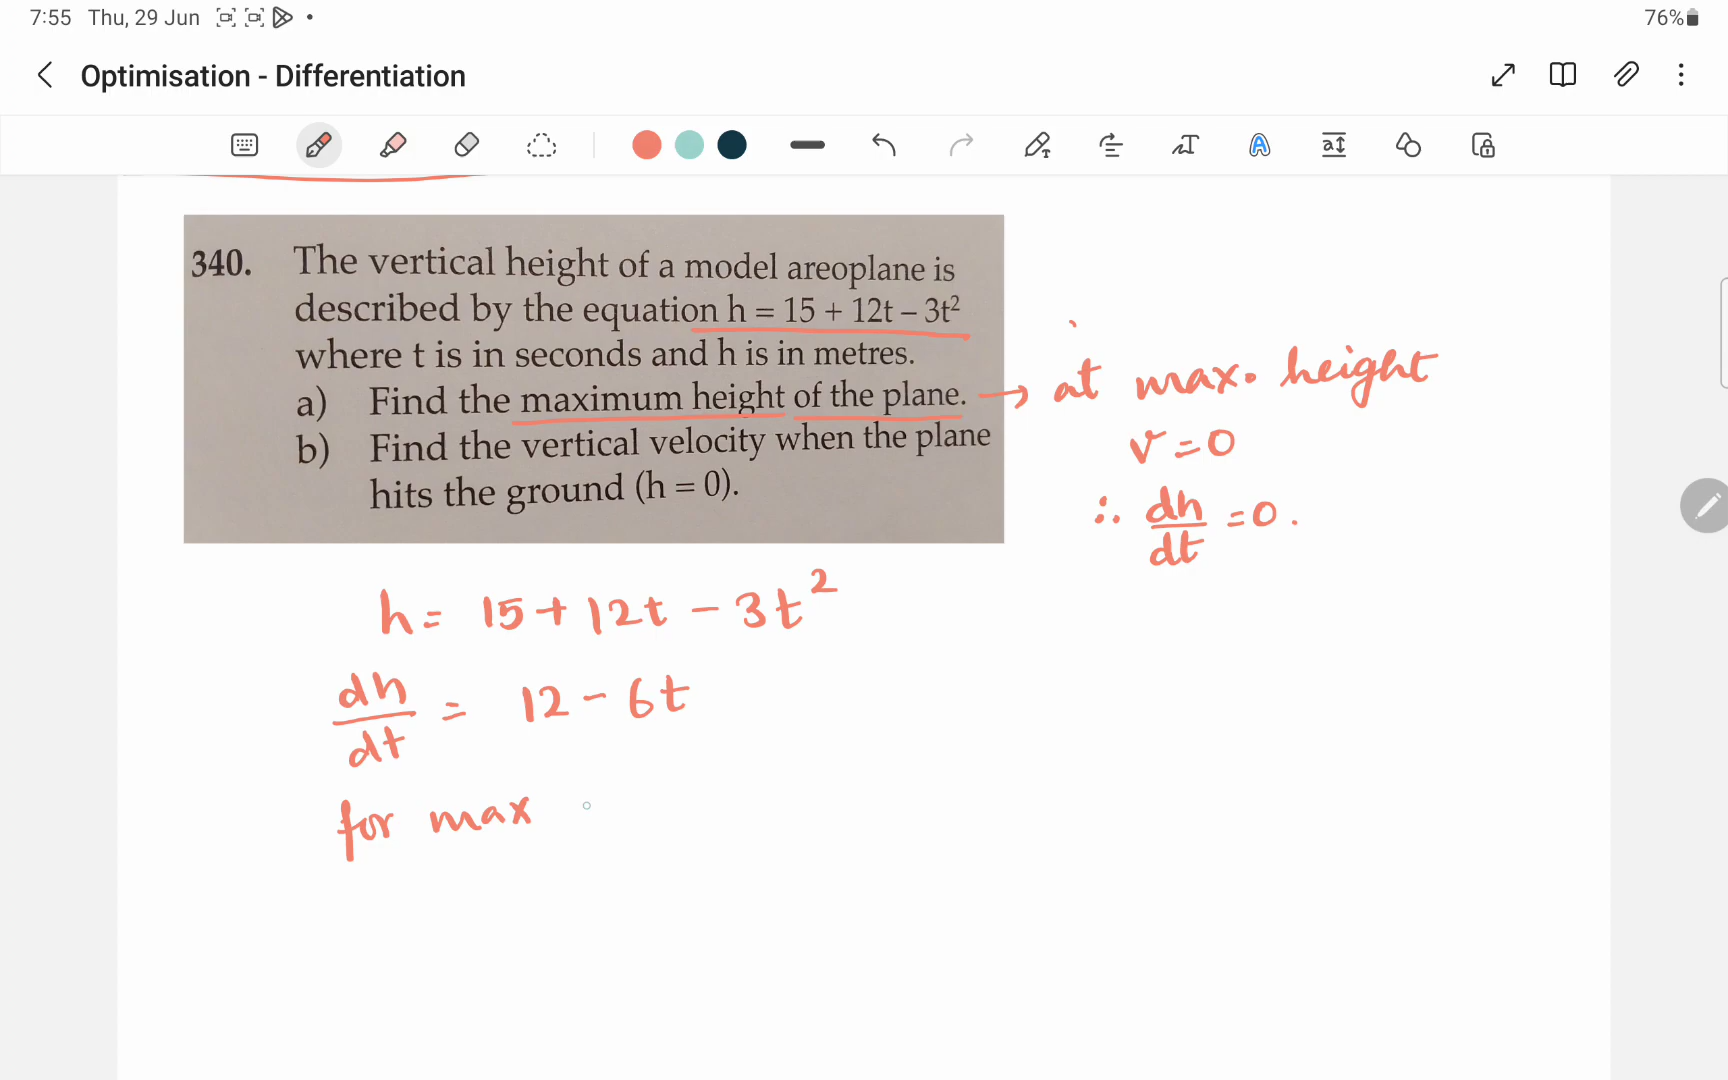 7:55 Thu, 29 Jun
76%
Optimisation - Differentiation
340. The vertical height of a model areoplane is
described by the equation h = 15 + 12t – 3t²
where t is in seconds and h is in metres.
a) Find the maximum height of the plane. → at max. height
b) Find the vertical velocity when the plane
hits the ground (h = 0).
v = 0
∴ dh/dt = 0.
h = 15 + 12t - 3t²
dh/dt = 12 - 6t
for max